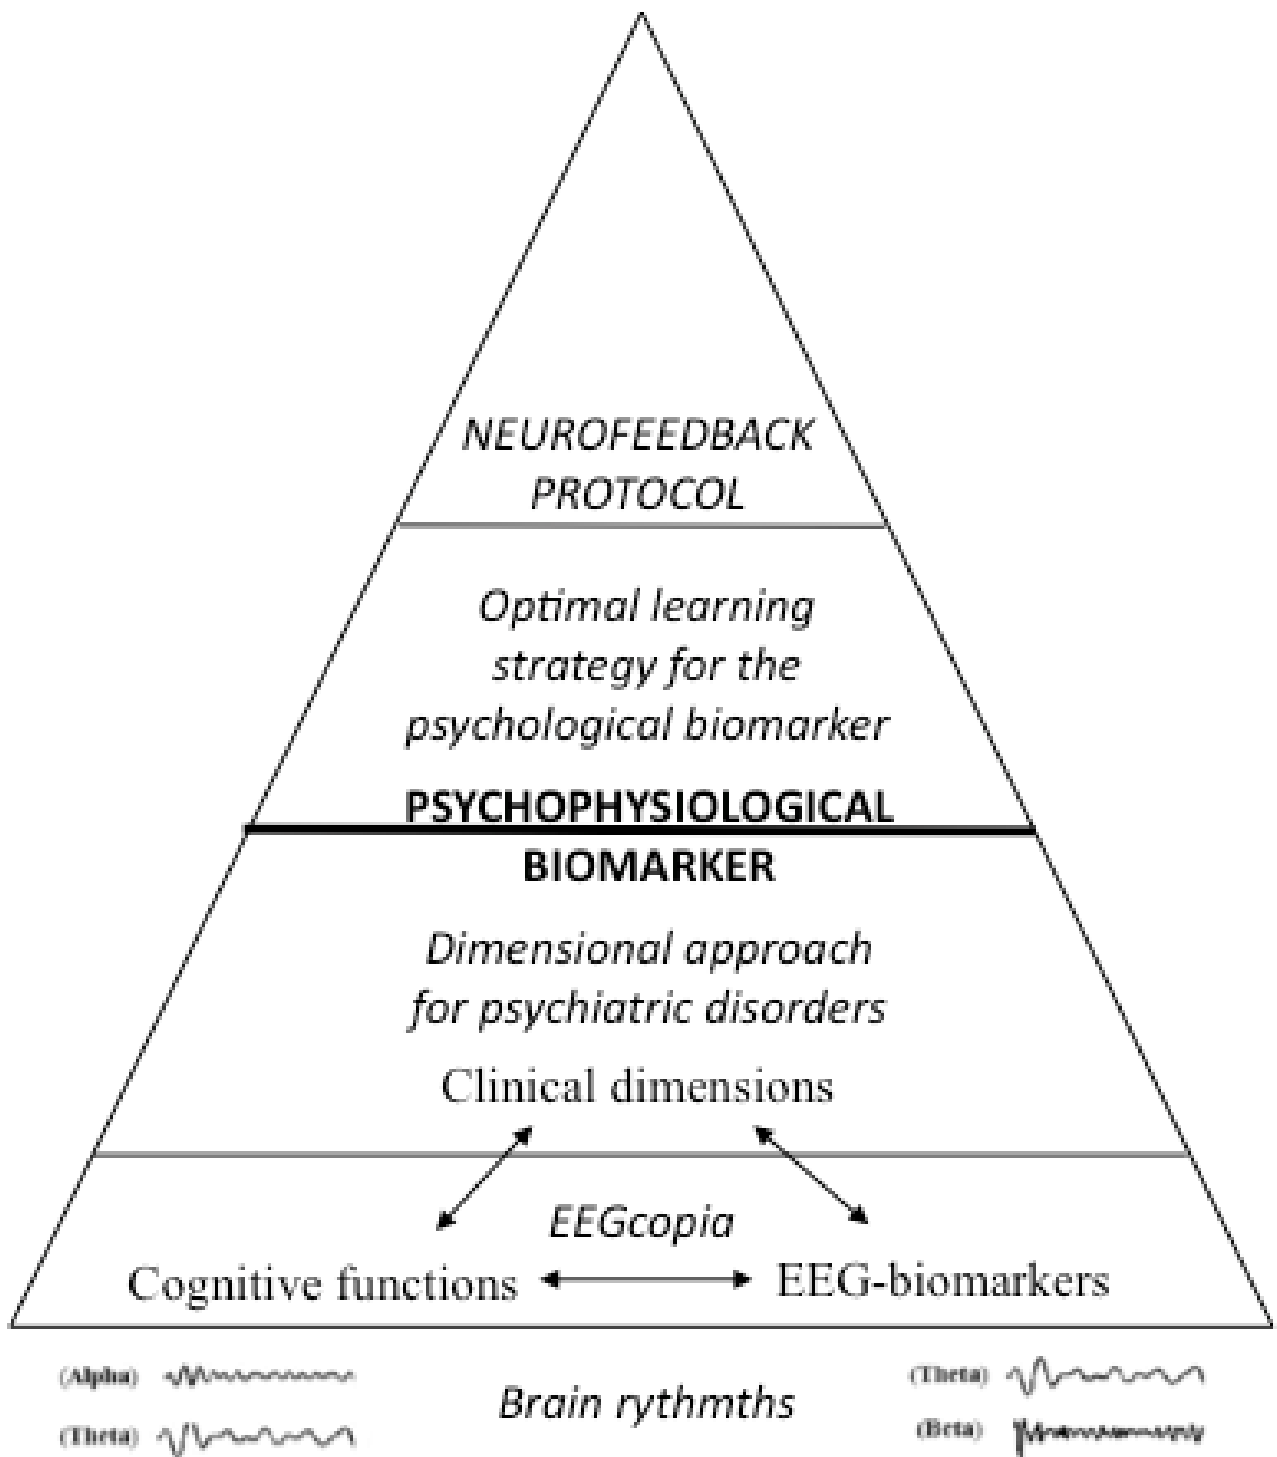 NEUROFEEDBACK
PROTOCOL
Optimal learning
strategy for the
psychological biomarker
PSYCHOPHYSIOLOGICAL
BIOMARKER
Dimensional approach
for psychiatric disorders
Clinical dimensions
EEGcopia
Cognitive functions
EEG-biomarkers
(Alpha)
(Theta)
Brain rythmths
(Theta)
(Beta)